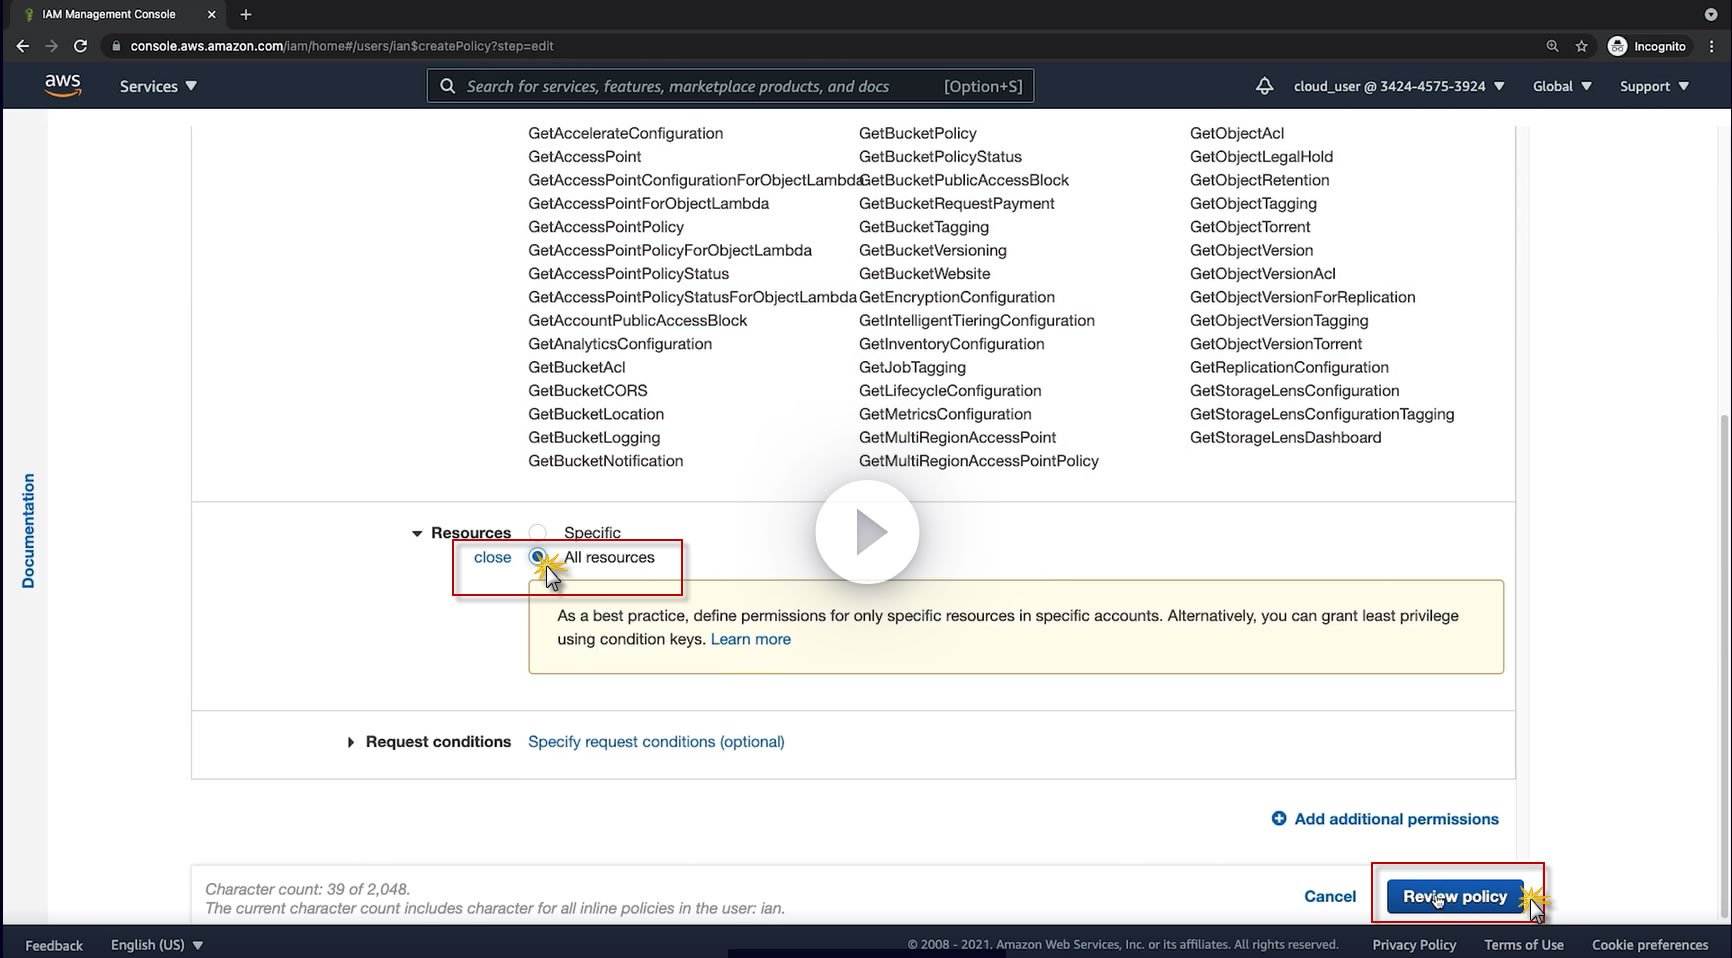 IAM Management Console
console.aws.amazon.com/iam/home#/users/ian$createPolicy?step=edit
Incognito
aws
Services
Search for services, features, marketplace products, and docs
[Option+S]
cloud_user @ 3424-4575-3924
Global
Support
GetAccelerateConfiguration
GetAccessPoint
GetAccessPointConfigurationForObjectLambda
GetAccessPointForObjectLambda
GetAccessPointPolicy
GetAccessPointPolicyForObjectLambda
GetAccessPointPolicyStatus
GetAccessPointPolicyStatusForObjectLambda
GetAccountPublicAccessBlock
GetAnalyticsConfiguration
GetBucketAcl
GetBucketCORS
GetBucketLocation
GetBucketLogging
GetBucketNotification
GetBucketPolicy
GetBucketPolicyStatus
GetBucketPublicAccessBlock
GetBucketRequestPayment
GetBucketTagging
GetBucketVersioning
GetBucketWebsite
GetEncryptionConfiguration
GetIntelligentTieringConfiguration
GetInventoryConfiguration
GetJobTagging
GetLifecycleConfiguration
GetMetricsConfiguration
GetMultiRegionAccessPoint
GetMultiRegionAccessPointPolicy
GetObjectAcl
GetObjectLegalHold
GetObjectRetention
GetObjectTagging
GetObjectTorrent
GetObjectVersion
GetObjectVersionAcl
GetObjectVersionForReplication
GetObjectVersionTagging
GetObjectVersionTorrent
GetReplicationConfiguration
GetStorageLensConfiguration
GetStorageLensConfigurationTagging
GetStorageLensDashboard
Documentation
Resources
Specific
close
All resources
As a best practice, define permissions for only specific resources in specific accounts. Alternatively, you can grant least privilege
using condition keys. Learn more
Request conditions
Specify request conditions (optional)
Add additional permissions
Character count: 39 of 2,048.
The current character count includes character for all inline policies in the user: ian.
Cancel
Review policy
Feedback
English (US)
© 2008 - 2021, Amazon Web Services, Inc. or its affiliates. All rights reserved.
Privacy Policy
Terms of Use
Cookie preferences